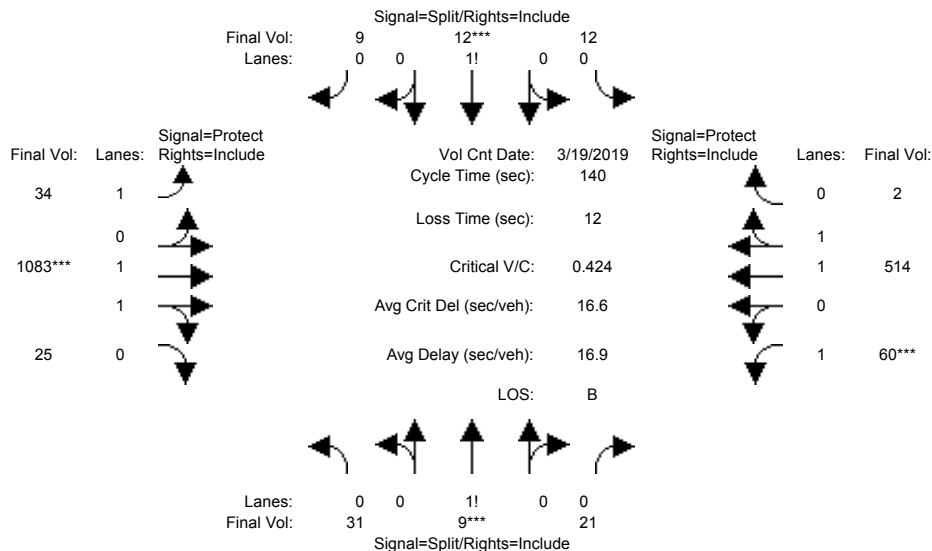 Signal=Split/Rights=Include
Final Vol: 9 12*** 12
Lanes: 0 0 1! 0 0
Signal=Protect Signal=Protect
Final Vol: Lanes: Rights=Include Vol Cnt Date: 3/19/2019 Rights=Include Lanes: Final Vol:
Cycle Time (sec): 140
34 1 0 2
Loss Time (sec): 12
0 1
1083*** 1 Critical V/C: 0.424 1 514
1 Avg Crit Del (sec/veh): 16.6 0
25 0 Avg Delay (sec/veh): 16.9 1 60***
LOS: B
Lanes: 0 0 1! 0 0
Final Vol: 31 9*** 21
Signal=Split/Rights=Include